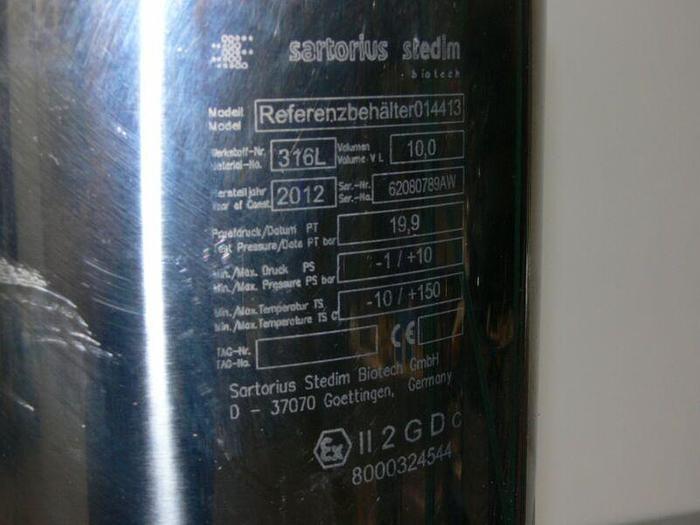 sartorius stedim
biotech
Modell
Model
Referenzbehälter014413
Werkstoff-Nr. 316L Volumen 10,0
Material-No. Volume V L
Herstelljahr 2012 Ser.-Nr. 62080789AW
Year of Const. Ser.-No.
Pruefdruck/Datum PT 19,9
Test Pressure/Date PT bar
Min./Max. Druck PS -1 / +10
Min./Max. Pressure PS bar
Min./Max. Temperatur TS -10 / +150
Min./Max. Temperature TS C
TAG-Nr. CE
TAG-No.
Sartorius Stedim Biotech GmbH
D - 37070 Goettingen, Germany
Ex II 2 G D c
8000324544